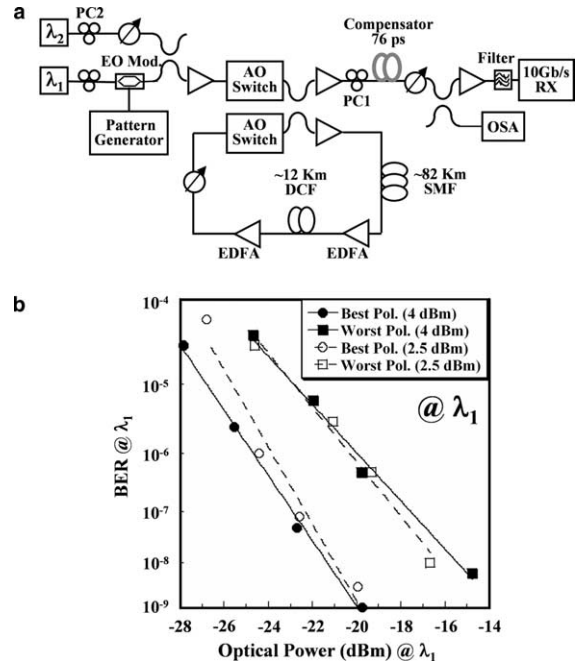 a
PC2
λ2
λ1
EO Mod.
Pattern
Generator
AO
Switch
Compensator
76 ps
PC1
Filter
10Gb/s
RX
OSA
AO
Switch
~12 Km
DCF
~82 Km
SMF
EDFA
EDFA
b
BER @ λ1
10-4
10-5
10-6
10-7
10-8
10-9
Best Pol. (4 dBm)
Worst Pol. (4 dBm)
Best Pol. (2.5 dBm)
Worst Pol. (2.5 dBm)
@ λ1
-28 -26 -24 -22 -20 -18 -16 -14
Optical Power (dBm) @ λ1